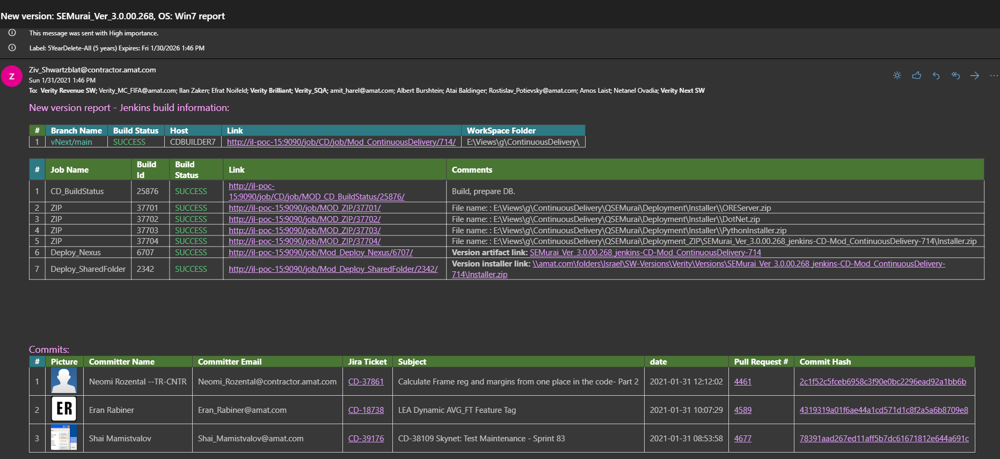 New version: SEMurai_Ver_3.0.00.268, OS: Win7 report
This message was sent with High importance.
Label: 5YearDelete-All (5 years) Expires: Fri 1/30/2026 1:46 PM
Z
Ziv_Shwartzblat@contractor.amat.com
Sun 1/31/2021 1:46 PM
To: Verity Revenue SW; Verity_MC_FIFA@amat.com; Ilan Zaken; Efrat Noifeld; Verity Brilliant; Verity_SQA; amit_harel@amat.com; Albert Burshtein; Atai Baldinger; Rostislav_Potievsky@amat.com; Amos Laist; Netanel Ovadia; Verity Next SW
New version report - Jenkins build information:
# Branch Name Build Status Host Link WorkSpace Folder
1 vNext/main SUCCESS CDBUILDER7 http://il-poc-15:9090/job/CD/job/Mod_ContinuousDelivery/714/ E:\Views\g\ContinuousDelivery\
# Job Name Build Id Build Status Link Comments
1 CD_BuildStatus 25876 SUCCESS http://il-poc-15:9090/job/CD/job/MOD_CD_BuildStatus/25876/ Build, prepare DB.
2 ZIP 37701 SUCCESS http://il-poc-15:9090/job/MOD_ZIP/37701/ File name: : E:\Views\g\ContinuousDelivery\QSEMurai\Deployment\Installer\\OREServer.zip
3 ZIP 37702 SUCCESS http://il-poc-15:9090/job/MOD_ZIP/37702/ File name: : E:\Views\g\ContinuousDelivery\QSEMurai\Deployment\Installer\\DotNet.zip
4 ZIP 37703 SUCCESS http://il-poc-15:9090/job/MOD_ZIP/37703/ File name: : E:\Views\g\ContinuousDelivery\QSEMurai\Deployment\Installer\\PythonInstaller.zip
5 ZIP 37704 SUCCESS http://il-poc-15:9090/job/MOD_ZIP/37704/ File name: : E:\Views\g\ContinuousDelivery\QSEMurai\Deployment_ZIP\SEMurai_Ver_3.0.00.268_jenkins-CD-Mod_ContinuousDelivery-714\Installer.zip
6 Deploy_Nexus 6707 SUCCESS http://il-poc-15:9090/job/Mod_Deploy_Nexus/6707/ Version artifact link: SEMurai_Ver_3.0.00.268_jenkins-CD-Mod_ContinuousDelivery-714
7 Deploy_SharedFolder 2342 SUCCESS http://il-poc-15:9090/job/Mod_Deploy_SharedFolder/2342/ Version installer link: \\amat.com\folders\Israel\SW-Versions\Verity\Versions\SEMurai_Ver_3.0.00.268_jenkins-CD-Mod_ContinuousDelivery-714\Installer.zip
Commits:
# Picture Committer Name Committer Email Jira Ticket Subject date Pull Request # Commit Hash
1 Neomi Rozental --TR-CNTR Neomi_Rozental@contractor.amat.com CD-37861 Calculate Frame reg and margins from one place in the code- Part 2 2021-01-31 12:12:02 4461 2c1f52c5fceb6958c3f90e0bc2296ead92a1bb6b
2 ER Eran Rabiner Eran_Rabiner@amat.com CD-18738 LEA Dynamic AVG_FT Feature Tag 2021-01-31 10:07:29 4589 4319319a01f6ae44a1cd571d1c8f2a5a6b8709e8
3 Shai Mamistvalov Shai_Mamistvalov@amat.com CD-39176 CD-38109 Skynet: Test Maintenance - Sprint 83 2021-01-31 08:53:58 4677 78391aad267ed11aff5b7dc61671812e644a691c